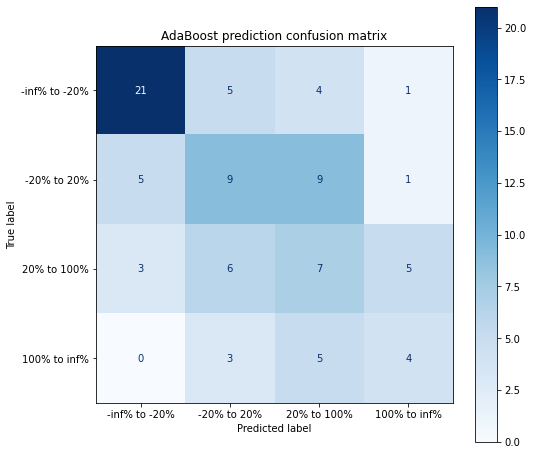 AdaBoost prediction confusion matrix
True label
-inf% to -20%
21
5
4
1
-20% to 20%
5
9
9
1
20% to 100%
3
6
7
5
100% to inf%
0
3
5
4
-inf% to -20%
-20% to 20%
20% to 100%
100% to inf%
Predicted label
20.0
17.5
15.0
12.5
10.0
7.5
5.0
2.5
0.0